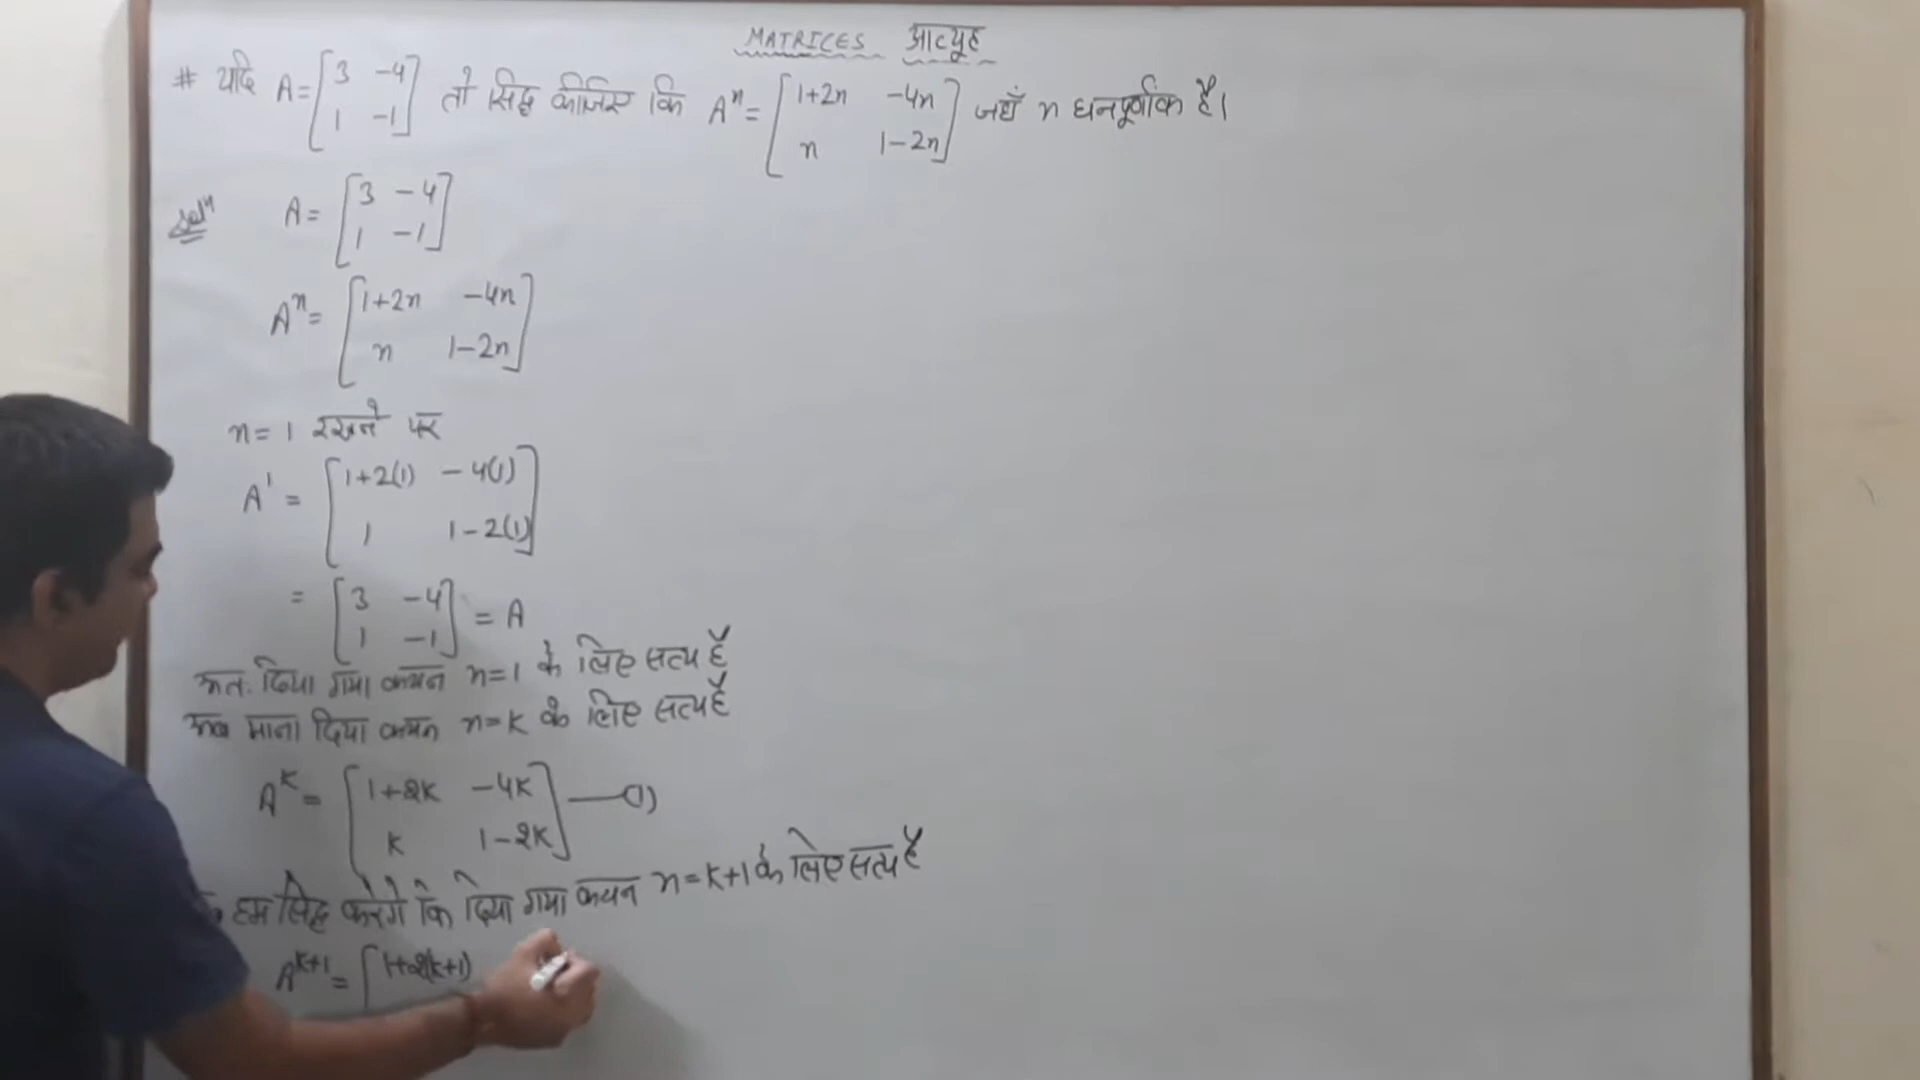 MATRICES आव्यूह
# यदि A = [3 -4 1 -1] तो सिद्ध कीजिए कि Aⁿ = [1+2n -4n n 1-2n] जहाँ n धनपूर्णांक है।
Solⁿ A = [3 -4
1 -1]
Aⁿ = [1+2n -4n
n 1-2n]
n = 1 रखने पर
A¹ = [1+2(1) -4(1)
1 1-2(1)]
= [3 -4
1 -1] = A
अतः दिया गया कथन n=1 के लिए सत्य है
अब माना दिया कथन n=K के लिए सत्य है
Aᴷ = [1+2K -4K
K 1-2K] —(1)
हम सिद्ध करेंगे कि दिया गया कथन n=K+1 के लिए सत्य है
Aᴷ⁺¹ = [1+2(K+1)